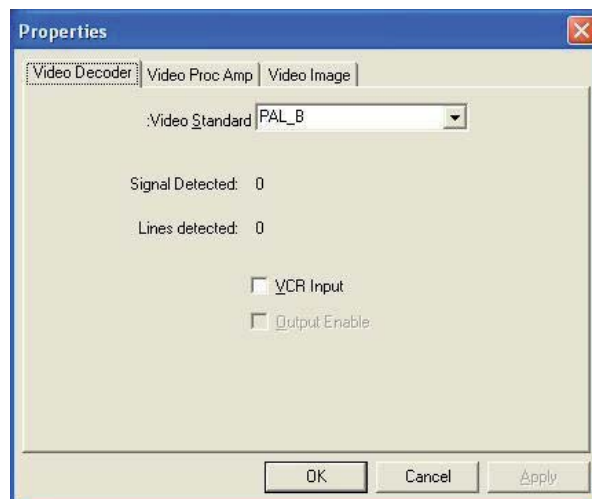 Properties
Video Decoder Video Proc Amp Video Image
:Video Standard PAL_B
Signal Detected: 0
Lines detected: 0
VCR Input
Output Enable
OK Cancel Apply